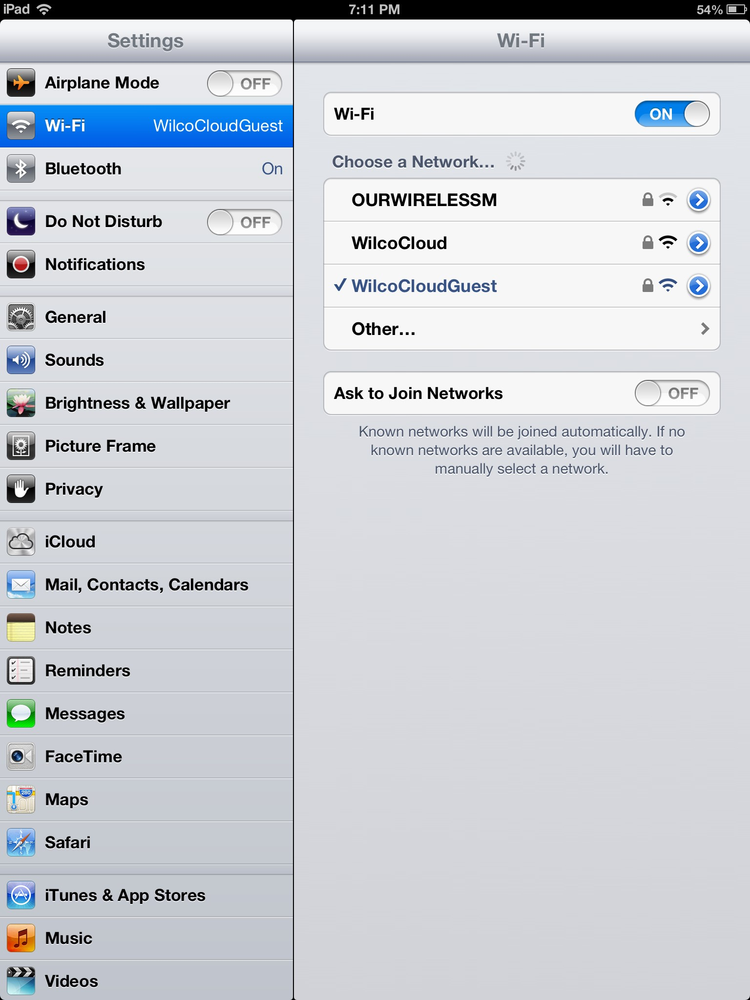 iPad 7:11 PM 54%
Settings
Airplane Mode OFF
Wi-Fi WilcoCloudGuest
Bluetooth On
Do Not Disturb OFF
Notifications
General
Sounds
Brightness & Wallpaper
Picture Frame
Privacy
iCloud
Mail, Contacts, Calendars
Notes
Reminders
Messages
FaceTime
280
Maps
Safari
iTunes & App Stores
Music
Videos
Wi-Fi
Wi-Fi ON
Choose a Network...
OURWIRELESSM
WilcoCloud
WilcoCloudGuest
Other...
Ask to Join Networks OFF
Known networks will be joined automatically. If no
known networks are available, you will have to
manually select a network.